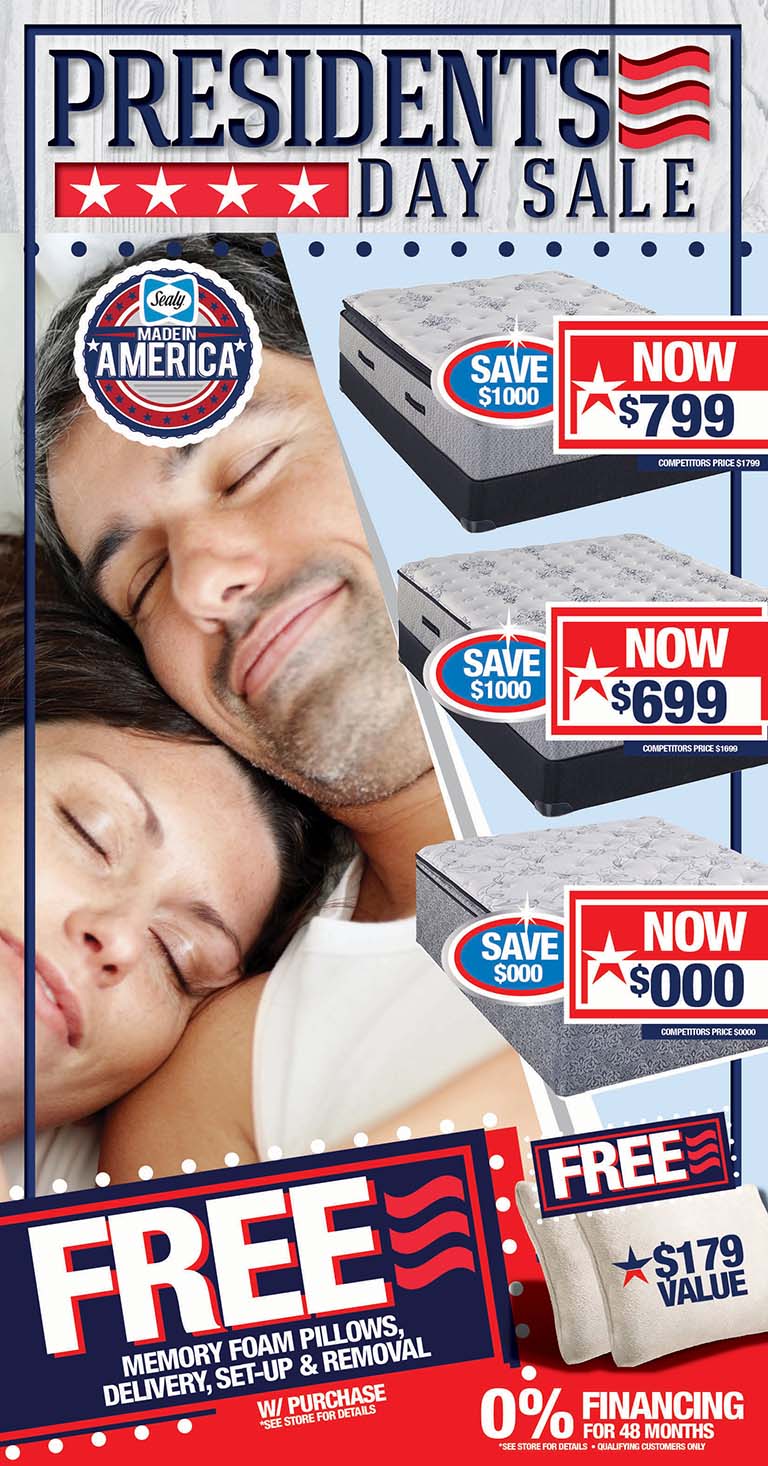 PRESIDENTS
DAY SALE
Sealy
MADE IN
AMERICA
SAVE
$1000
NOW
$799
COMPETITORS PRICE $1799
SAVE
$1000
NOW
$699
COMPETITORS PRICE $1699
SAVE
$000
NOW
$000
COMPETITORS PRICE $0000
FREE
MEMORY FOAM PILLOWS,
DELIVERY, SET-UP & REMOVAL
W/ PURCHASE
*SEE STORE FOR DETAILS
FREE
$179
VALUE
0% FINANCING
FOR 48 MONTHS
*SEE STORE FOR DETAILS • QUALIFYING CUSTOMERS ONLY